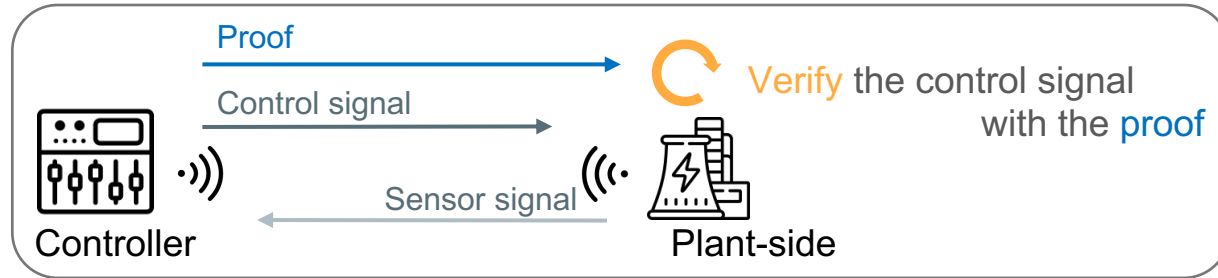 Proof
Control signal
Verify the control signal
with the proof
Sensor signal
Controller
Plant-side